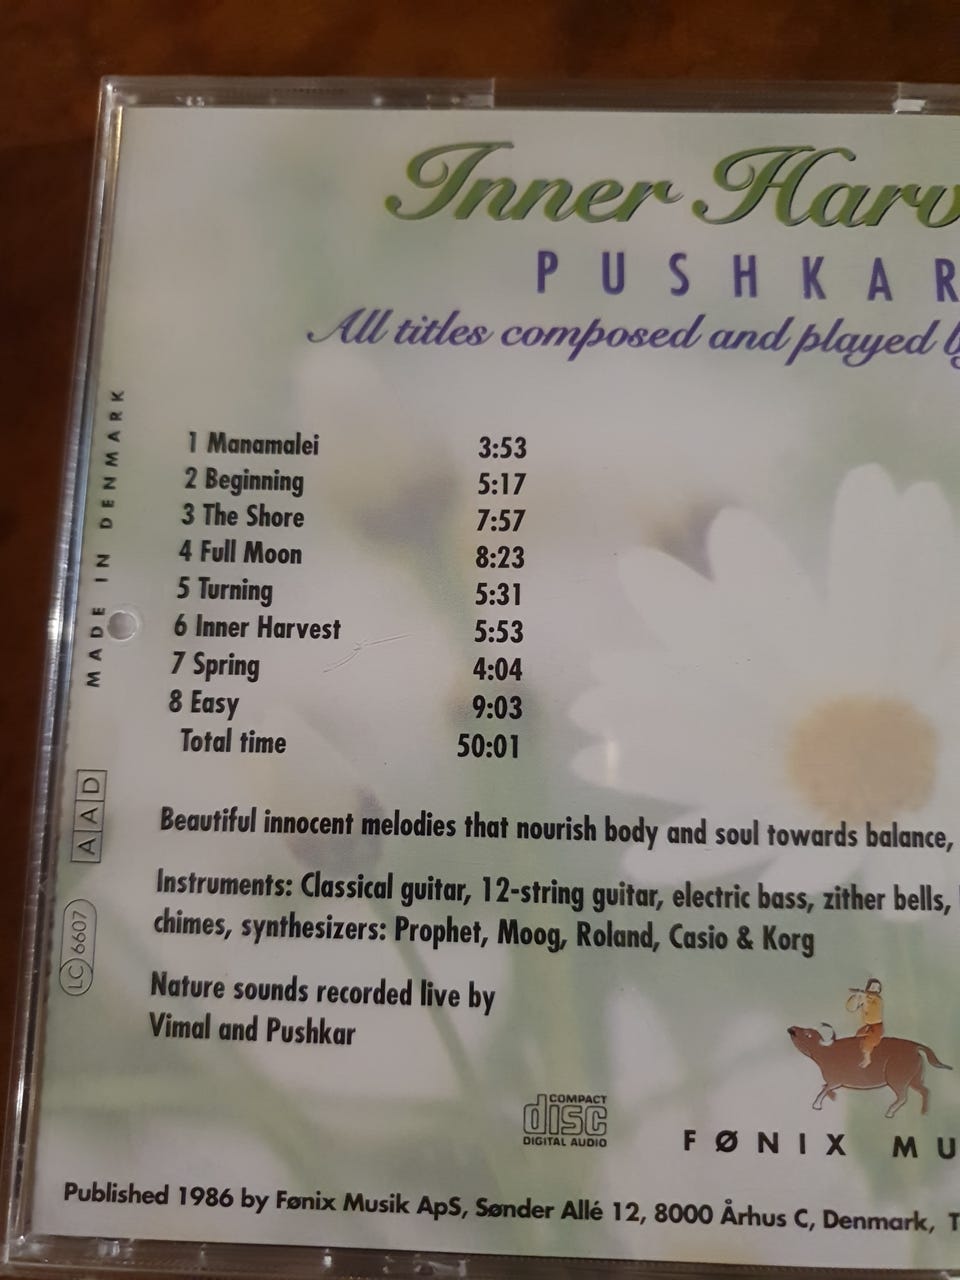 Inner Harv
PUSHKAR
All titles composed and played
1 Manamalei 3:53
2 Beginning 5:17
3 The Shore 7:57
4 Full Moon 8:23
5 Turning 5:31
6 Inner Harvest 5:53
7 Spring 4:04
8 Easy 9:03
Total time 50:01
Beautiful innocent melodies that nourish body and soul towards balance,
Instruments: Classical guitar, 12-string guitar, electric bass, zither bells,
chimes, synthesizers: Prophet, Moog, Roland, Casio & Korg
Nature sounds recorded live by
Vimal and Pushkar
COMPACT
disc
DIGITAL AUDIO
FØNIX MU
Published 1986 by Fønix Musik ApS, Sønder Allé 12, 8000 Århus C, Denmark,
MADE IN DENMARK
AAD
LC 6607